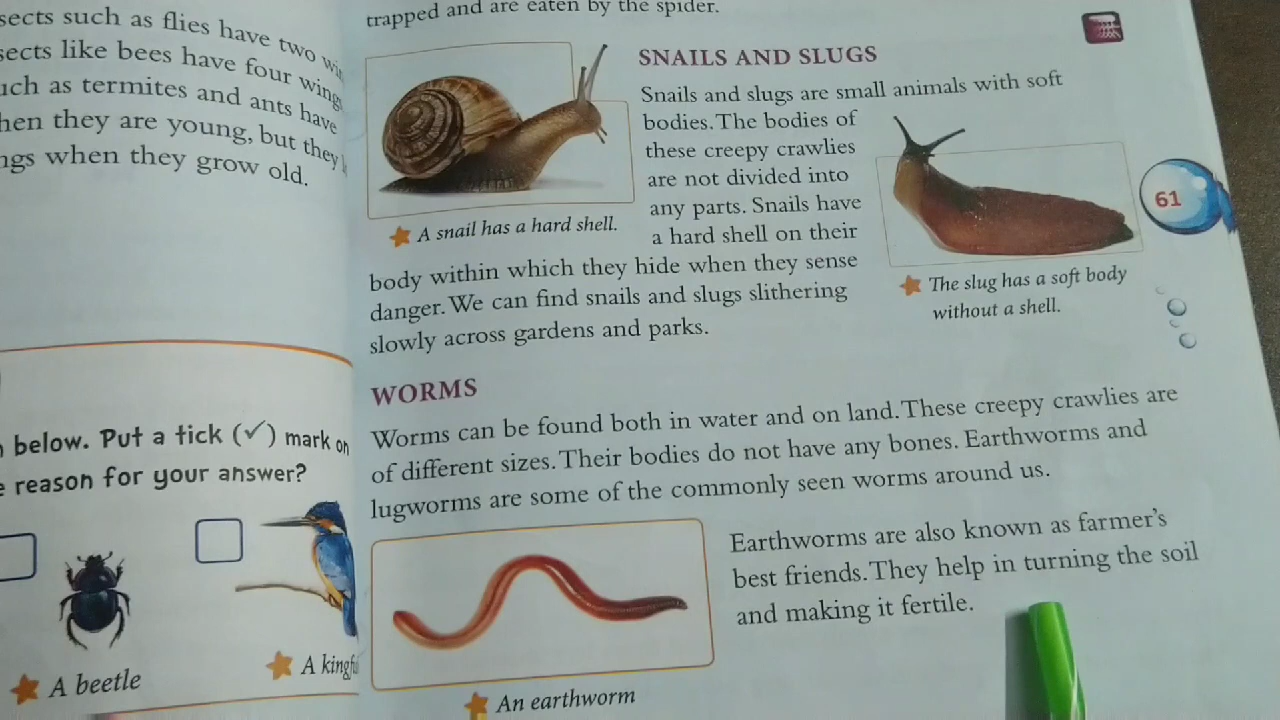 sects such as flies have two
sects like bees have four wings
such as termites and ants have
when they are young, but they
ngs when they grow old.
below. Put a tick (✓) mark on
reason for your answer?
A beetle
A kingfi
trapped and are eaten by the spider.
SNAILS AND SLUGS
Snails and slugs are small animals with soft
bodies. The bodies of
these creepy crawlies
are not divided into
any parts. Snails have
a hard shell on their
body within which they hide when they sense
danger. We can find snails and slugs slithering
slowly across gardens and parks.
A snail has a hard shell.
The slug has a soft body
without a shell.
61
WORMS
Worms can be found both in water and on land. These creepy crawlies are
of different sizes. Their bodies do not have any bones. Earthworms and
lugworms are some of the commonly seen worms around us.
Earthworms are also known as farmer's
best friends. They help in turning the soil
and making it fertile.
An earthworm